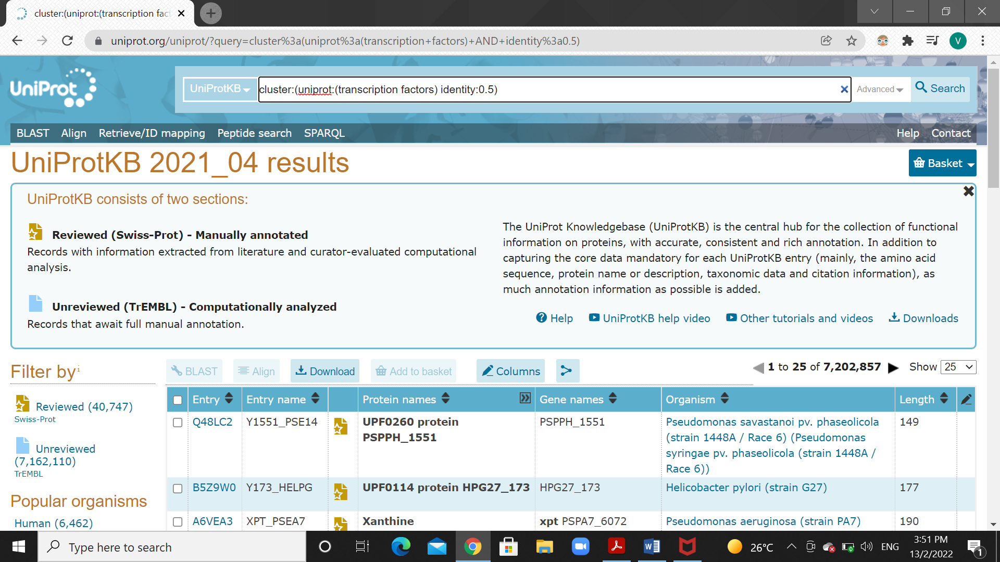 cluster:(uniprot:(transcription fact
uniprot.org/uniprot/?query=cluster%3a(uniprot%3a(transcription+factors)+AND+identity%3a0.5)
V
UniProt
UniProtKB
cluster:(uniprot:(transcription factors) identity:0.5)
Advanced
Search
BLAST Align Retrieve/ID mapping Peptide search SPARQL Help Contact
UniProtKB 2021_04 results
Basket
UniProtKB consists of two sections:
Reviewed (Swiss-Prot) - Manually annotated
Records with information extracted from literature and curator-evaluated computational
analysis.
Unreviewed (TrEMBL) - Computationally analyzed
Records that await full manual annotation.
The UniProt Knowledgebase (UniProtKB) is the central hub for the collection of functional
information on proteins, with accurate, consistent and rich annotation. In addition to
capturing the core data mandatory for each UniProtKB entry (mainly, the amino acid
sequence, protein name or description, taxonomic data and citation information), as
much annotation information as possible is added.
Help UniProtKB help video Other tutorials and videos Downloads
Filter by i
Reviewed (40,747)
Swiss-Prot
Unreviewed
(7,162,110)
TrEMBL
Popular organisms
Human (6,462)
BLAST Align Download Add to basket Columns
1 to 25 of 7,202,857 Show 25
Entry Entry name Protein names Gene names Organism Length
Q48LC2 Y1551_PSE14 UPF0260 protein PSPPH_1551 Pseudomonas savastanoi pv. phaseolicola 149
PSPPH_1551 (strain 1448A / Race 6) (Pseudomonas
syringae pv. phaseolicola (strain 1448A /
Race 6))
B5Z9W0 Y173_HELPG UPF0114 protein HPG27_173 HPG27_173 Helicobacter pylori (strain G27) 177
A6VEA3 XPT_PSEA7 Xanthine xpt PSPA7_6072 Pseudomonas aeruginosa (strain PA7) 190
Type here to search
26°C
ENG
3:51 PM
13/2/2022
1